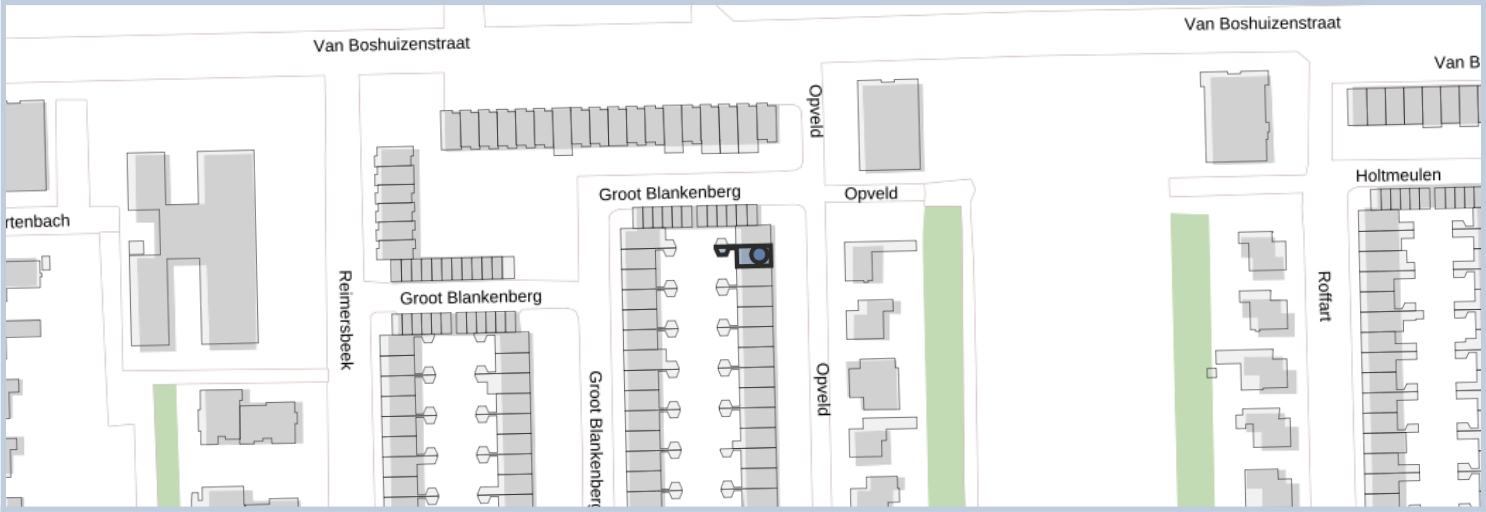 Van Boshuizenstraat
Van Boshuizenstraat
Van B
Opveld
Holtmeulen
Groot Blankenberg
Opveld
rtenbach
Reimersbeek
Groot Blankenberg
Roffart
Opveld
Groot Blankenberg